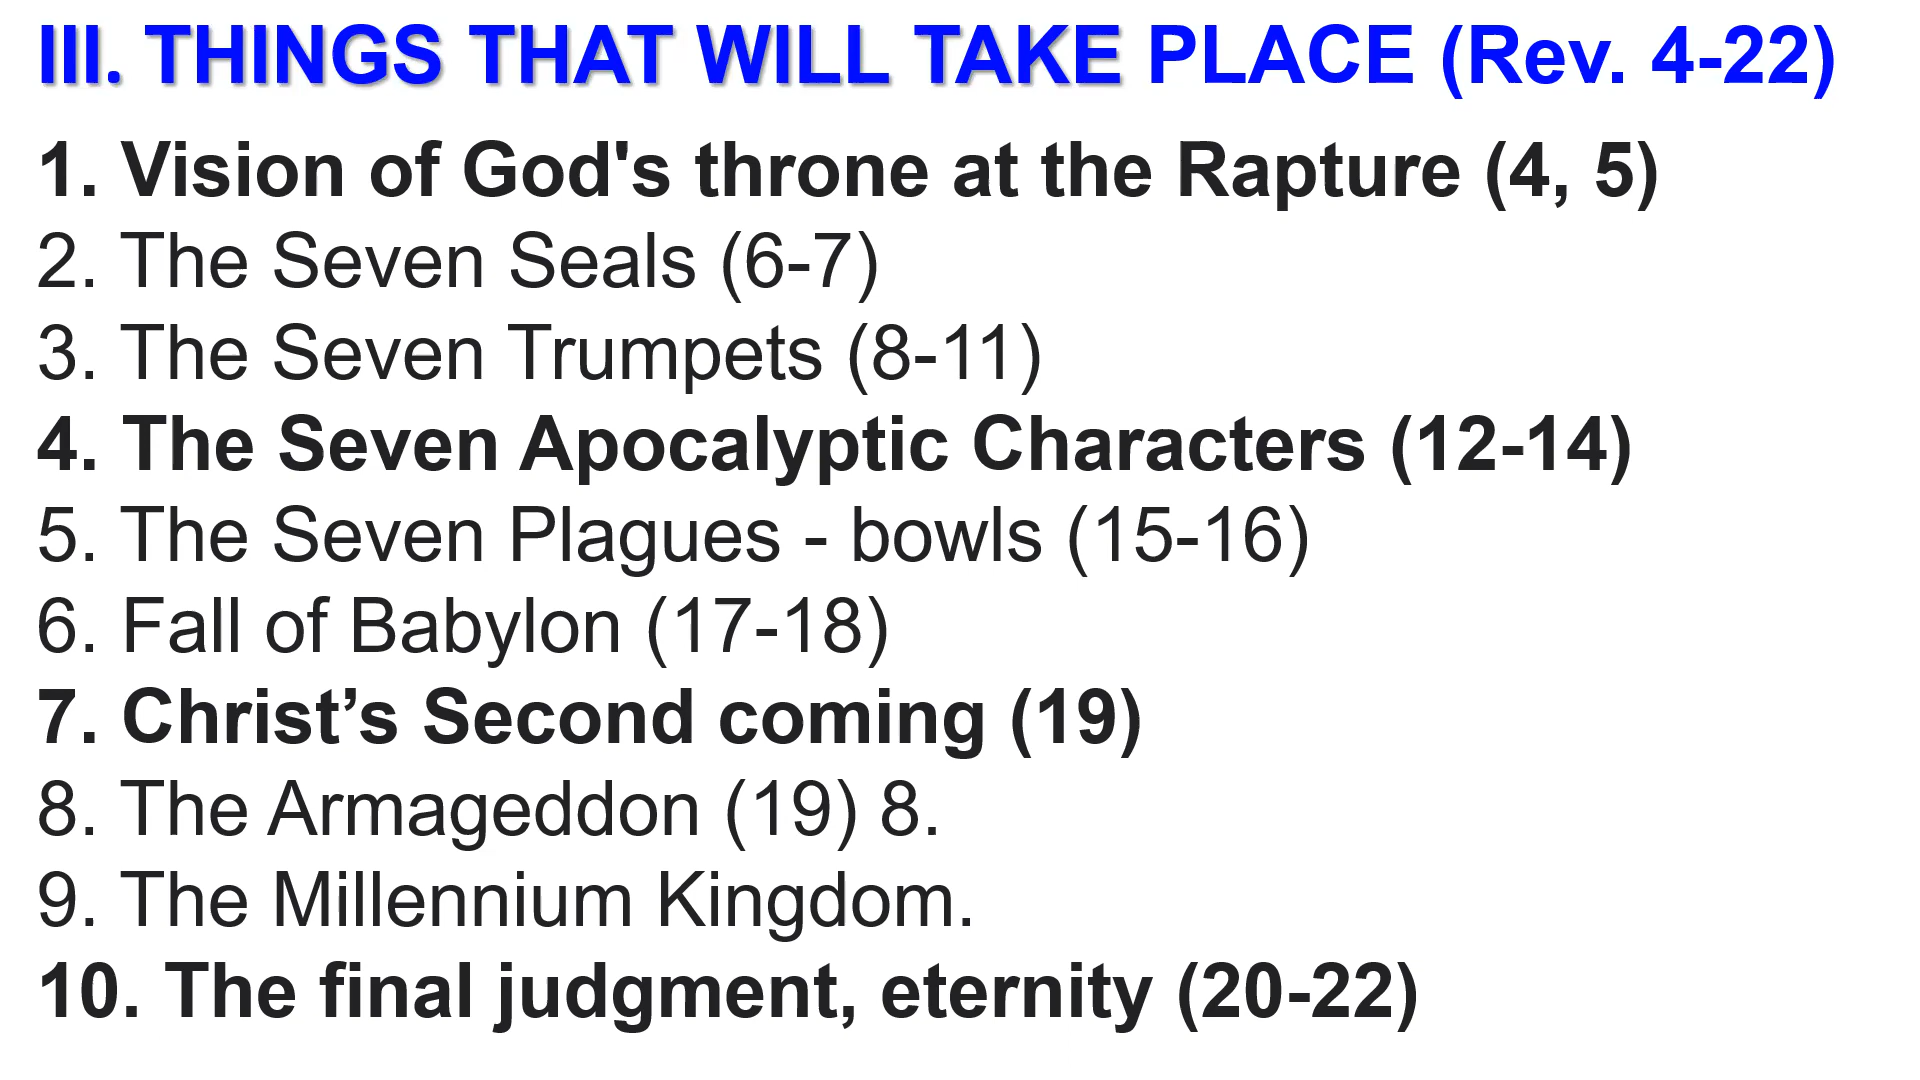 III. THINGS THAT WILL TAKE PLACE (Rev. 4-22)
1. Vision of God's throne at the Rapture (4, 5)
2. The Seven Seals (6-7)
3. The Seven Trumpets (8-11)
4. The Seven Apocalyptic Characters (12-14)
5. The Seven Plagues - bowls (15-16)
6. Fall of Babylon (17-18)
7. Christ’s Second coming (19)
8. The Armageddon (19) 8.
9. The Millennium Kingdom.
10. The final judgment, eternity (20-22)